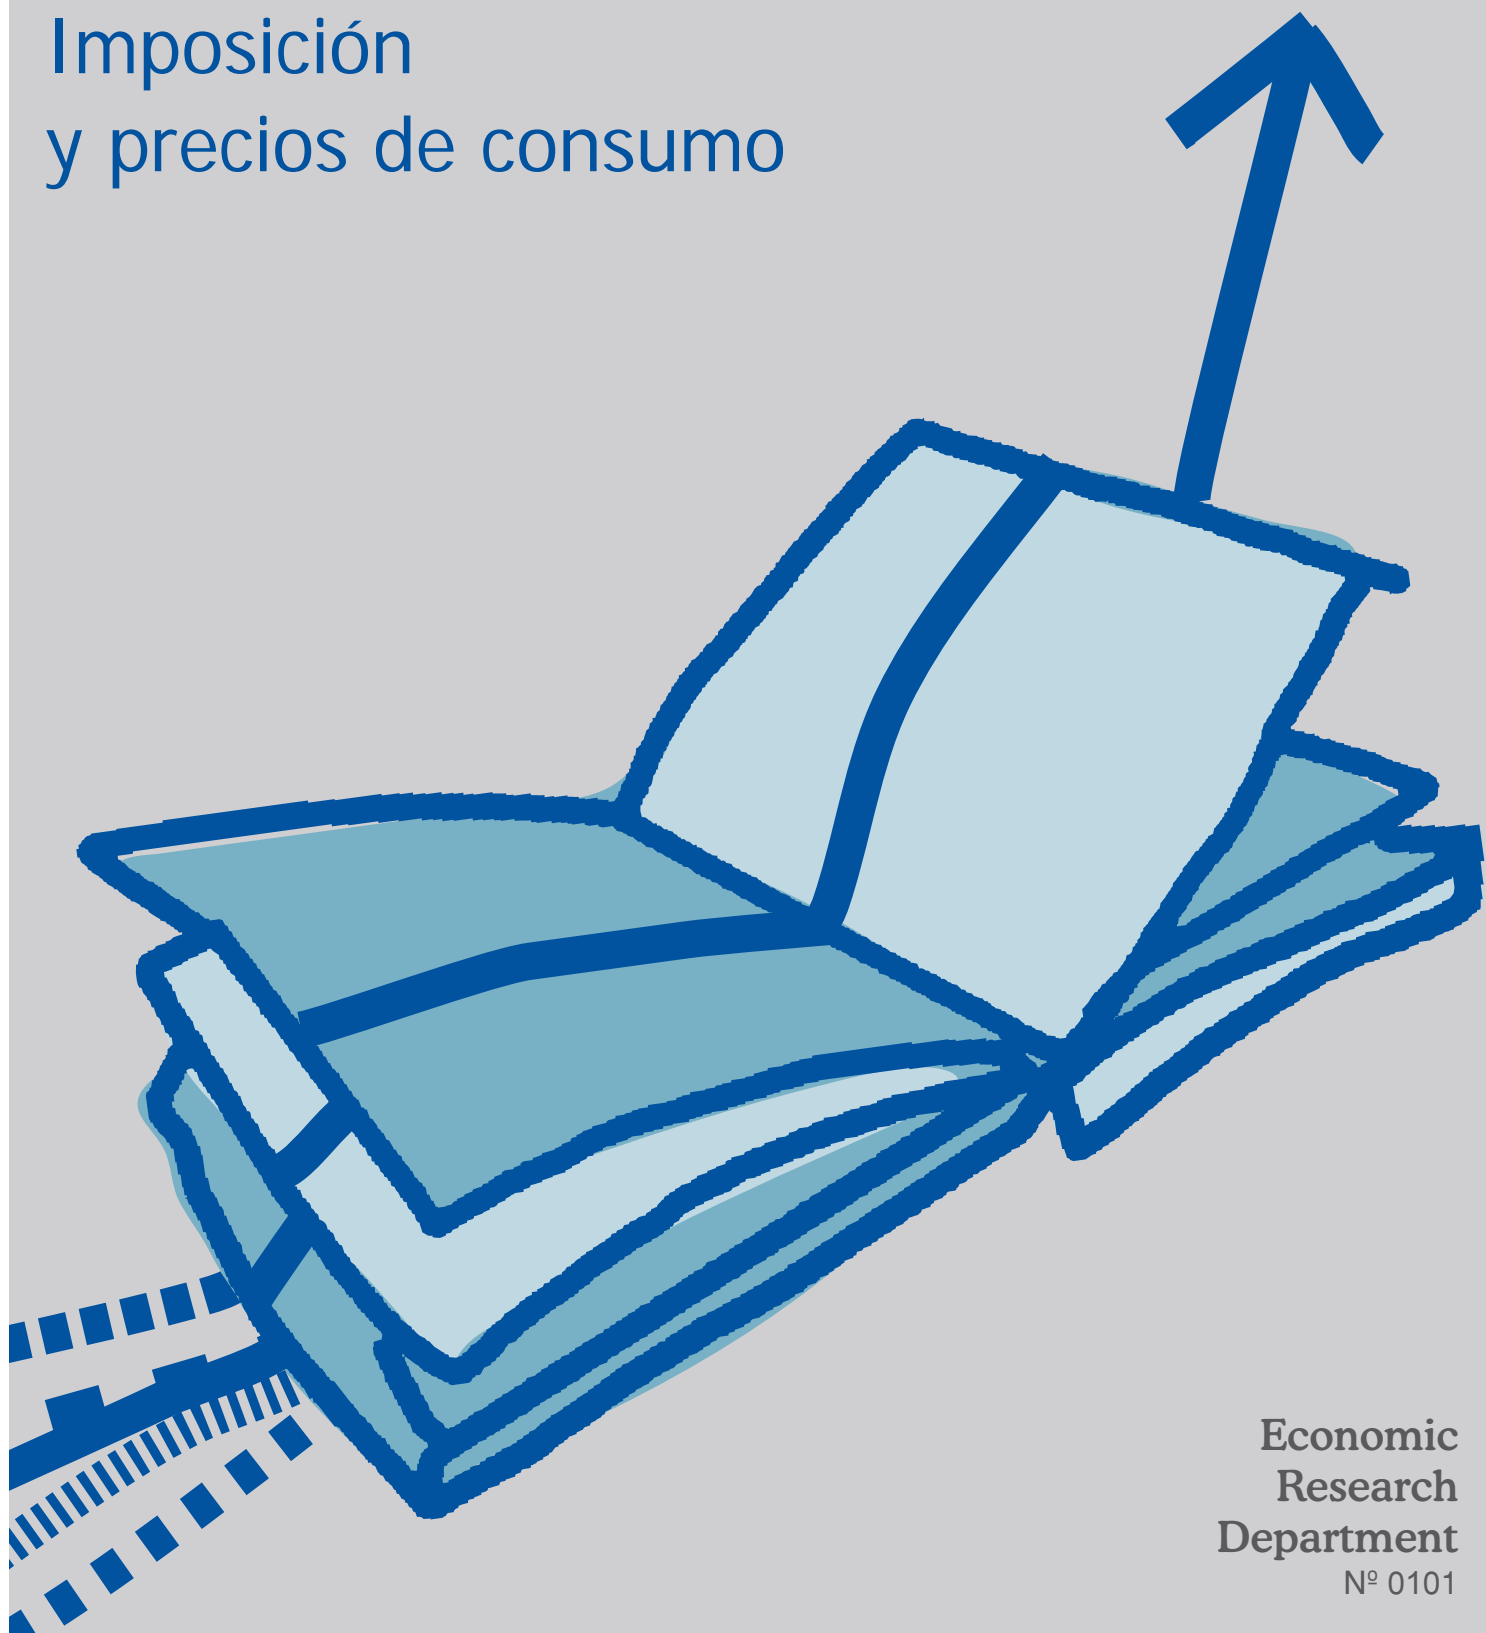 Imposición
y precios de consumo
Economic
Research
Department
Nº 0101